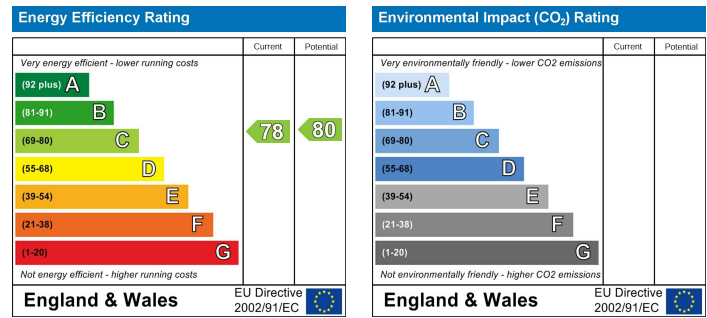 Energy Efficiency Rating
Current Potential
Very energy efficient - lower running costs
(92 plus) A
(81-91) B
(69-80) C
(55-68) D
(39-54) E
(21-38) F
(1-20) G
78 80
Not energy efficient - higher running costs
England & Wales
EU Directive
2002/91/EC
Environmental Impact (CO2) Rating
Current Potential
Very environmentally friendly - lower CO2 emissions
(92 plus) A
(81-91) B
(69-80) C
(55-68) D
(39-54) E
(21-38) F
(1-20) G
Not environmentally friendly - higher CO2 emissions
England & Wales
EU Directive
2002/91/EC